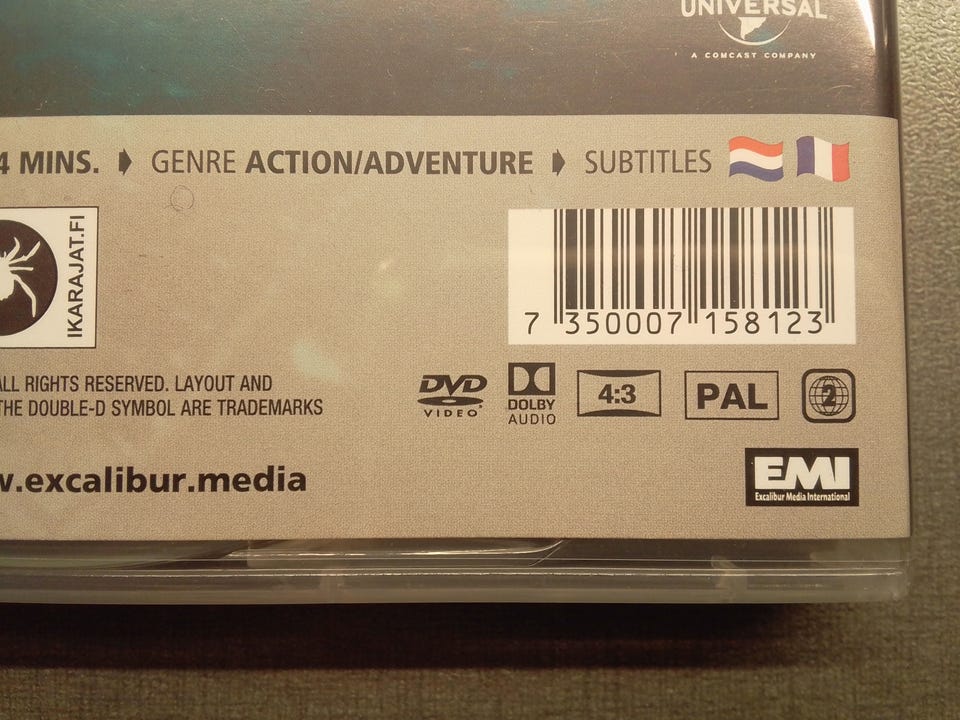 UNIVERSAL
A COMCAST COMPANY
4 MINS. GENRE ACTION/ADVENTURE SUBTITLES
IKARAJAT.FI
7 350007 158123
ALL RIGHTS RESERVED. LAYOUT AND
THE DOUBLE-D SYMBOL ARE TRADEMARKS
DVD
VIDEO
DOLBY
AUDIO
4:3
PAL
2
w.excalibur.media
EMI
Excalibur Media International